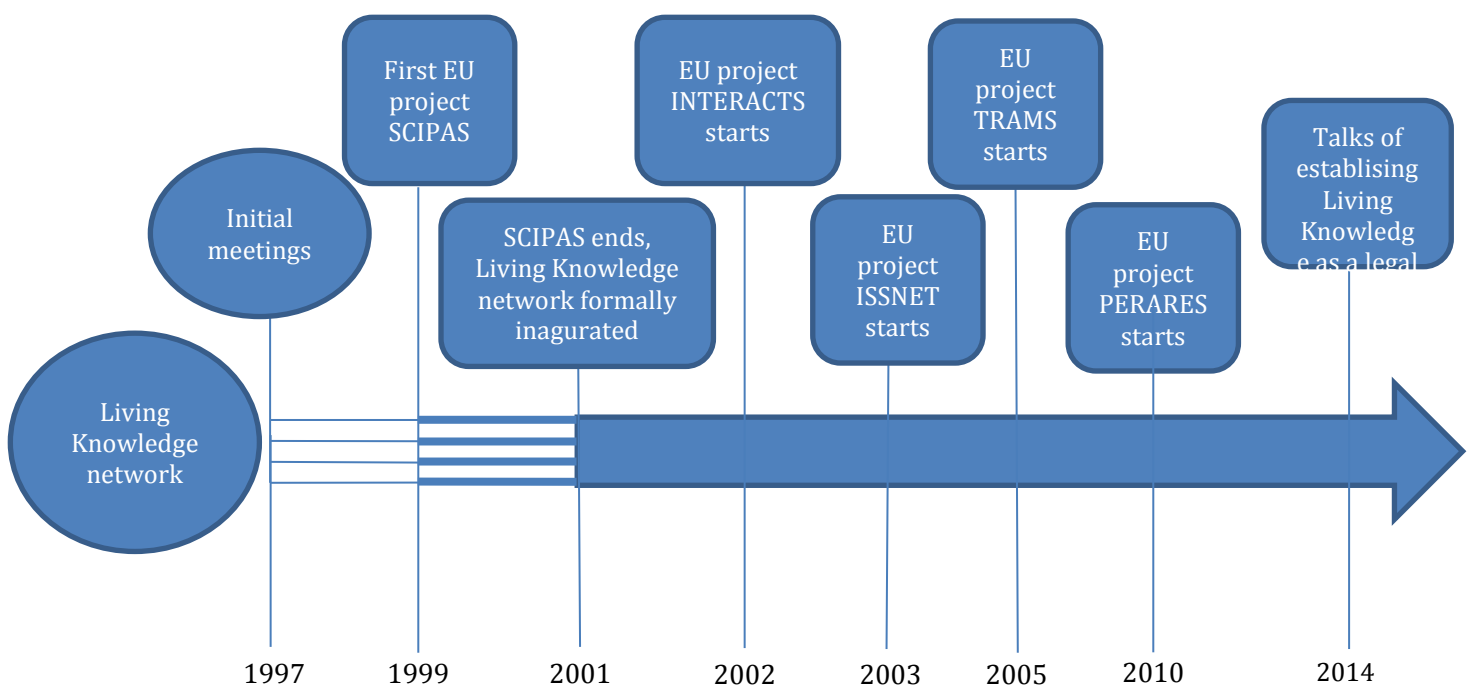 First EU
project
SCIPAS
EU project
INTERACTS
starts
EU
project
TRAMS
starts
Talks of
establising
Living
Knowledg
e as a legal
Initial
meetings
SCIPAS ends,
Living Knowledge
network formally
inagurated
EU
project
ISSNET
starts
EU
project
PERARES
starts
Living
Knowledge
network
1997
1999
2001
2002
2003
2005
2010
2014